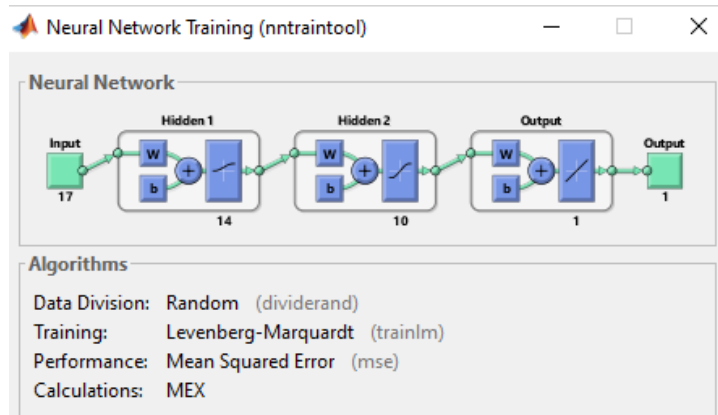 Neural Network Training (nntraintool)
Neural Network
Hidden 1 Hidden 2 Output
Input Output
W W W
+ + +
b b b
17 14 10 1 1
Algorithms
Data Division: Random (dividerand)
Training: Levenberg-Marquardt (trainlm)
Performance: Mean Squared Error (mse)
Calculations: MEX